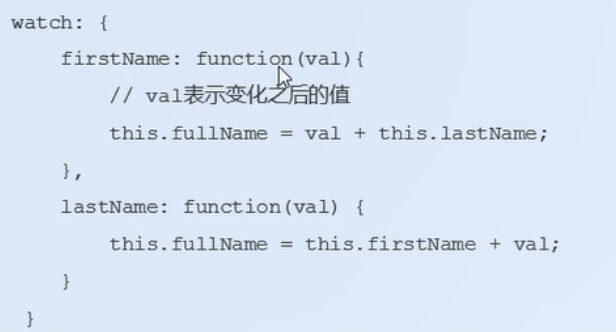 watch: {
    firstName: function(val){
        // val表示变化之后的值
        this.fullName = val + this.lastName;
    },
    lastName: function(val) {
        this.fullName = this.firstName + val;
    }
}